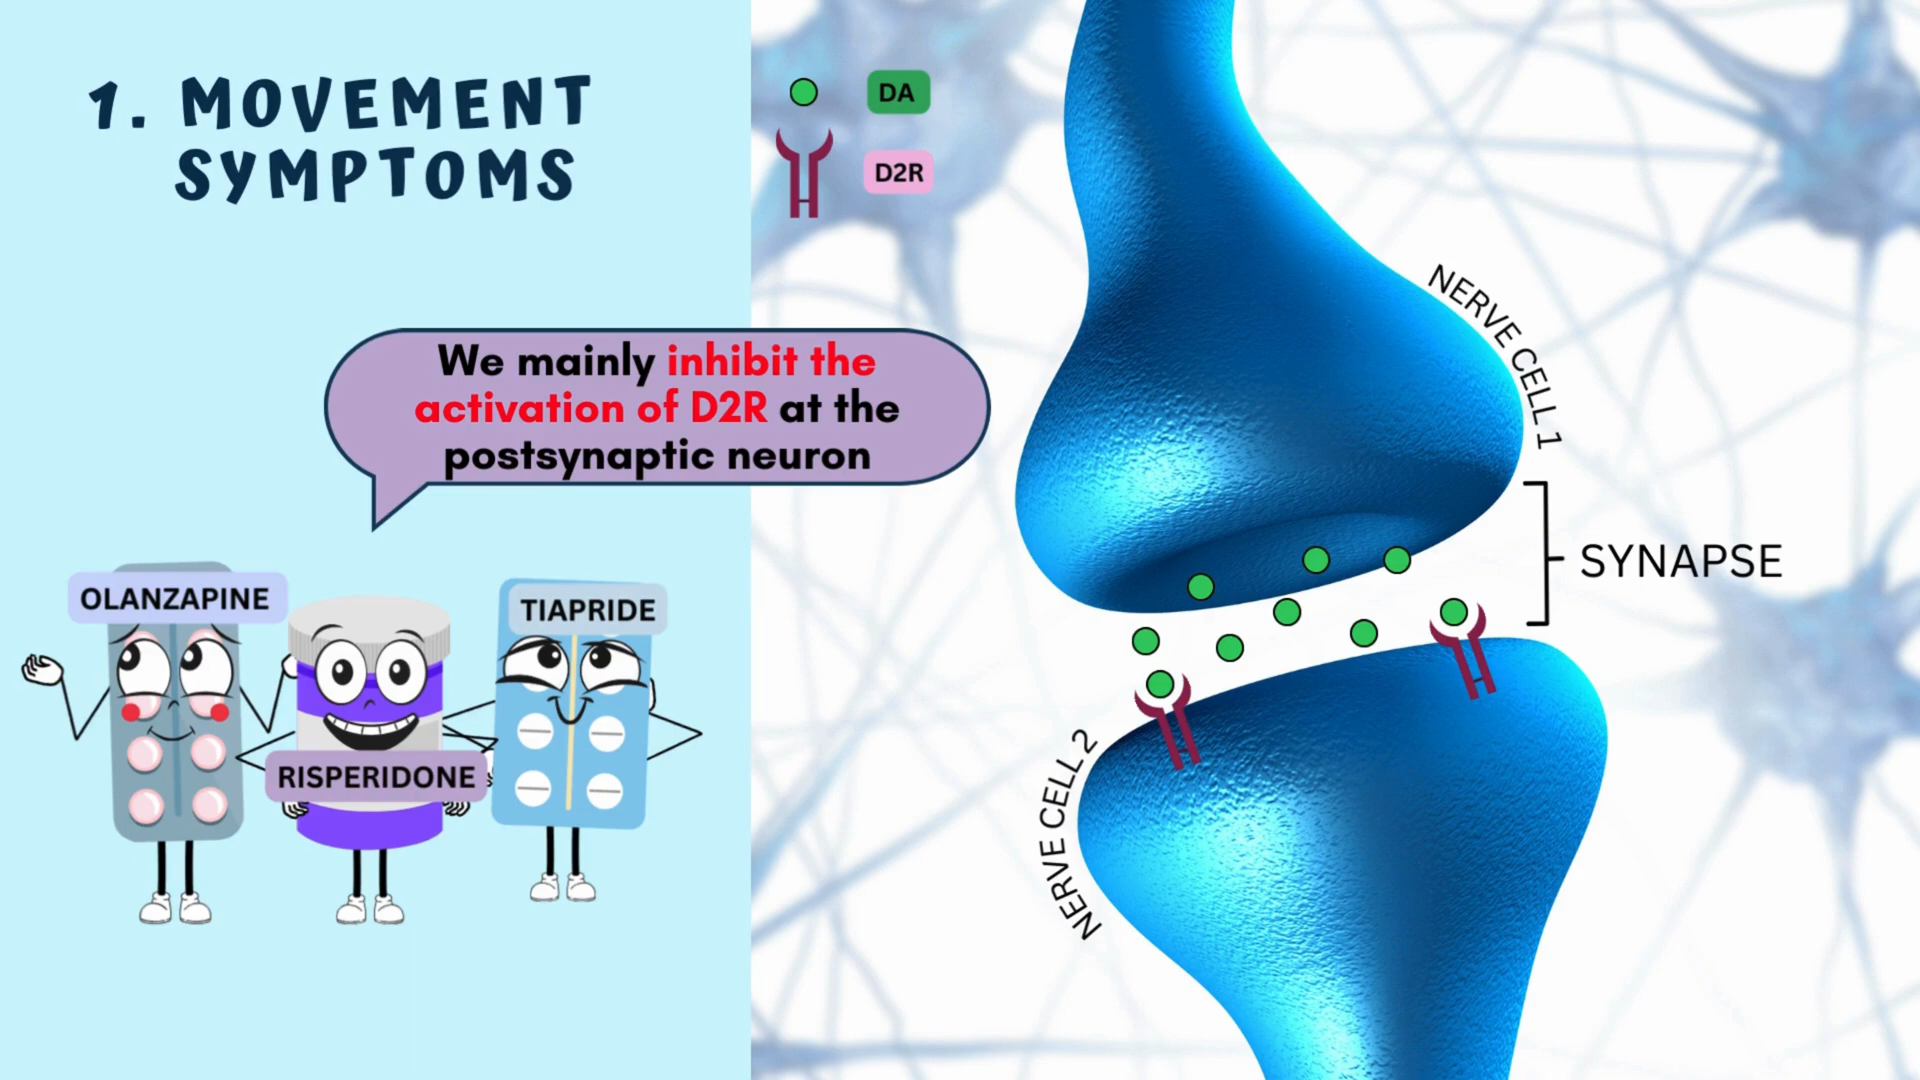 1. MOVEMENT
SYMPTOMS
DA
D2R
We mainly inhibit the
activation of D2R at the
postsynaptic neuron
OLANZAPINE
RISPERIDONE
TIAPRIDE
NERVE CELL 1
SYNAPSE
NERVE CELL 2